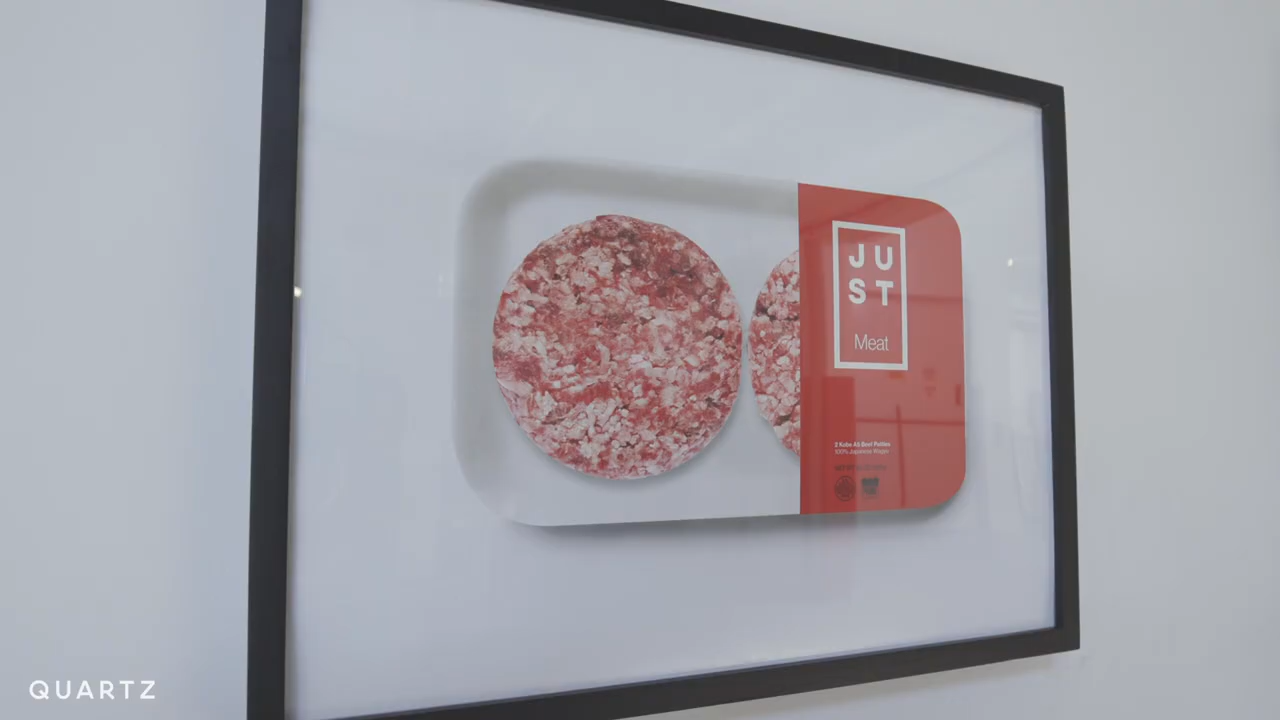 JU
ST
Meat
2 Kobe A5 Beef Patties
100% Japanese Wagyu
QUARTZ